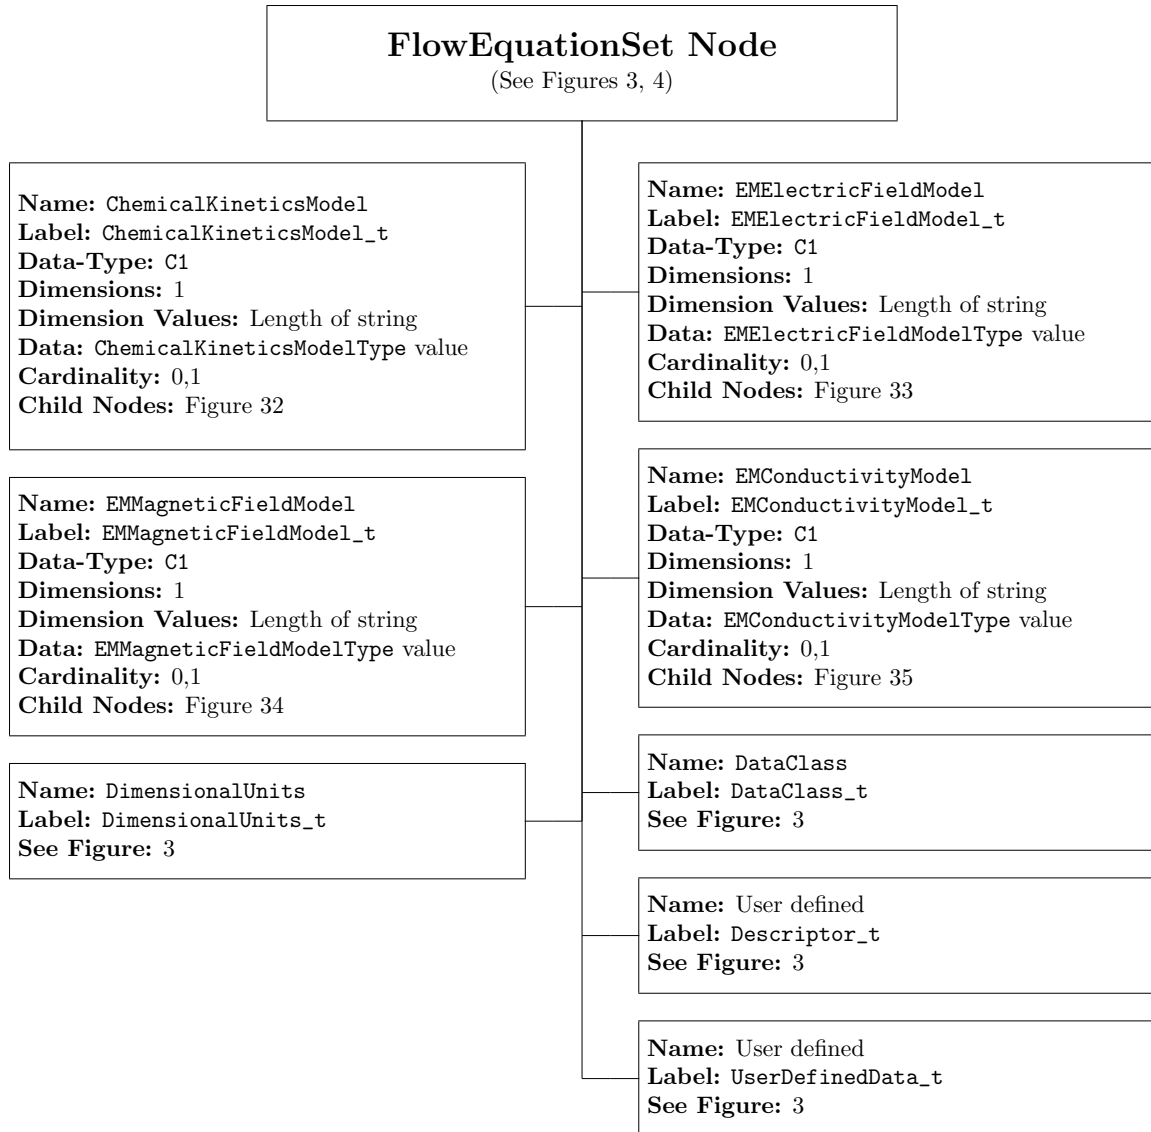 FlowEquationSet Node
(See Figures 3, 4)
Name: ChemicalKineticsModel
Label: ChemicalKineticsModel_t
Data-Type: C1
Dimensions: 1
Dimension Values: Length of string
Data: ChemicalKineticsModelType value
Cardinality: 0,1
Child Nodes: Figure 32
Name: EMElectricFieldModel
Label: EMElectricFieldModel_t
Data-Type: C1
Dimensions: 1
Dimension Values: Length of string
Data: EMElectricFieldModelType value
Cardinality: 0,1
Child Nodes: Figure 33
Name: EMMagneticFieldModel
Label: EMMagneticFieldModel_t
Data-Type: C1
Dimensions: 1
Dimension Values: Length of string
Data: EMMagneticFieldModelType value
Cardinality: 0,1
Child Nodes: Figure 34
Name: EMConductivityModel
Label: EMConductivityModel_t
Data-Type: C1
Dimensions: 1
Dimension Values: Length of string
Data: EMConductivityModelType value
Cardinality: 0,1
Child Nodes: Figure 35
Name: DimensionalUnits
Label: DimensionalUnits_t
See Figure: 3
Name: DataClass
Label: DataClass_t
See Figure: 3
Name: User defined
Label: Descriptor_t
See Figure: 3
Name: User defined
Label: UserDefinedData_t
See Figure: 3